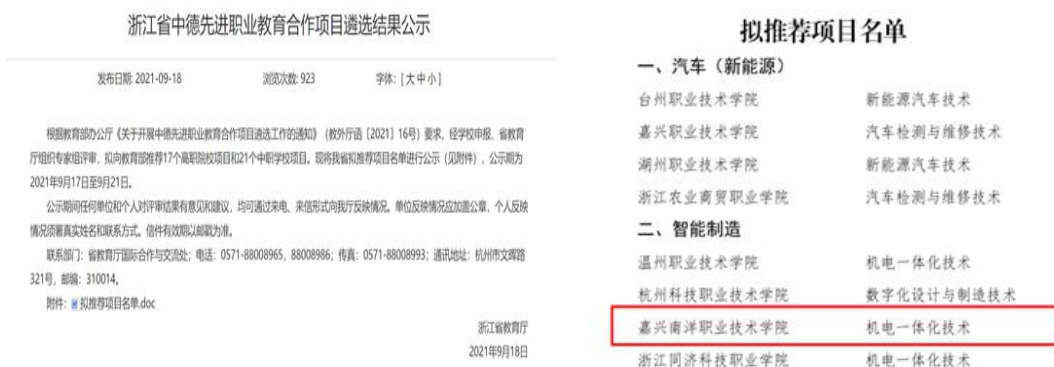 浙江省中德先进职业教育合作项目遴选结果公示
发布日期: 2021-09-18 浏览次数: 923 字体: [ 大 中 小 ]
根据教育部办公厅《关于开展中德先进职业教育合作项目遴选工作的通知》（教外厅函〔2021〕16号）要求，经学校申报、省教育
厅组织专家组评审，拟向教育部推荐17个高职院校项目和21个中职学校项目。现将我省拟推荐项目名单进行公示（见附件），公示期为
2021年9月17日至9月21日。
公示期间任何单位和个人对评审结果有意见和建议，均可通过来电、来信形式向我厅反映情况。单位反映情况应加盖公章，个人反映
情况须署真实姓名和联系方式。信件有效期以邮戳为准。
联系部门：省教育厅国际合作与交流处；电话：0571-88008965，88008986；传真：0571-88008993；通讯地址：杭州市文晖路
321号，邮编：310014。
附件： 拟推荐项目名单.doc
浙江省教育厅
2021年9月18日
拟推荐项目名单
一、汽车（新能源）
台州职业技术学院 新能源汽车技术
嘉兴职业技术学院 汽车检测与维修技术
湖州职业技术学院 新能源汽车技术
浙江农业商贸职业学院 汽车检测与维修技术
二、智能制造
温州职业技术学院 机电一体化技术
杭州科技职业技术学院 数字化设计与制造技术
嘉兴南洋职业技术学院 机电一体化技术
浙江同济科技职业学院 机电一体化技术